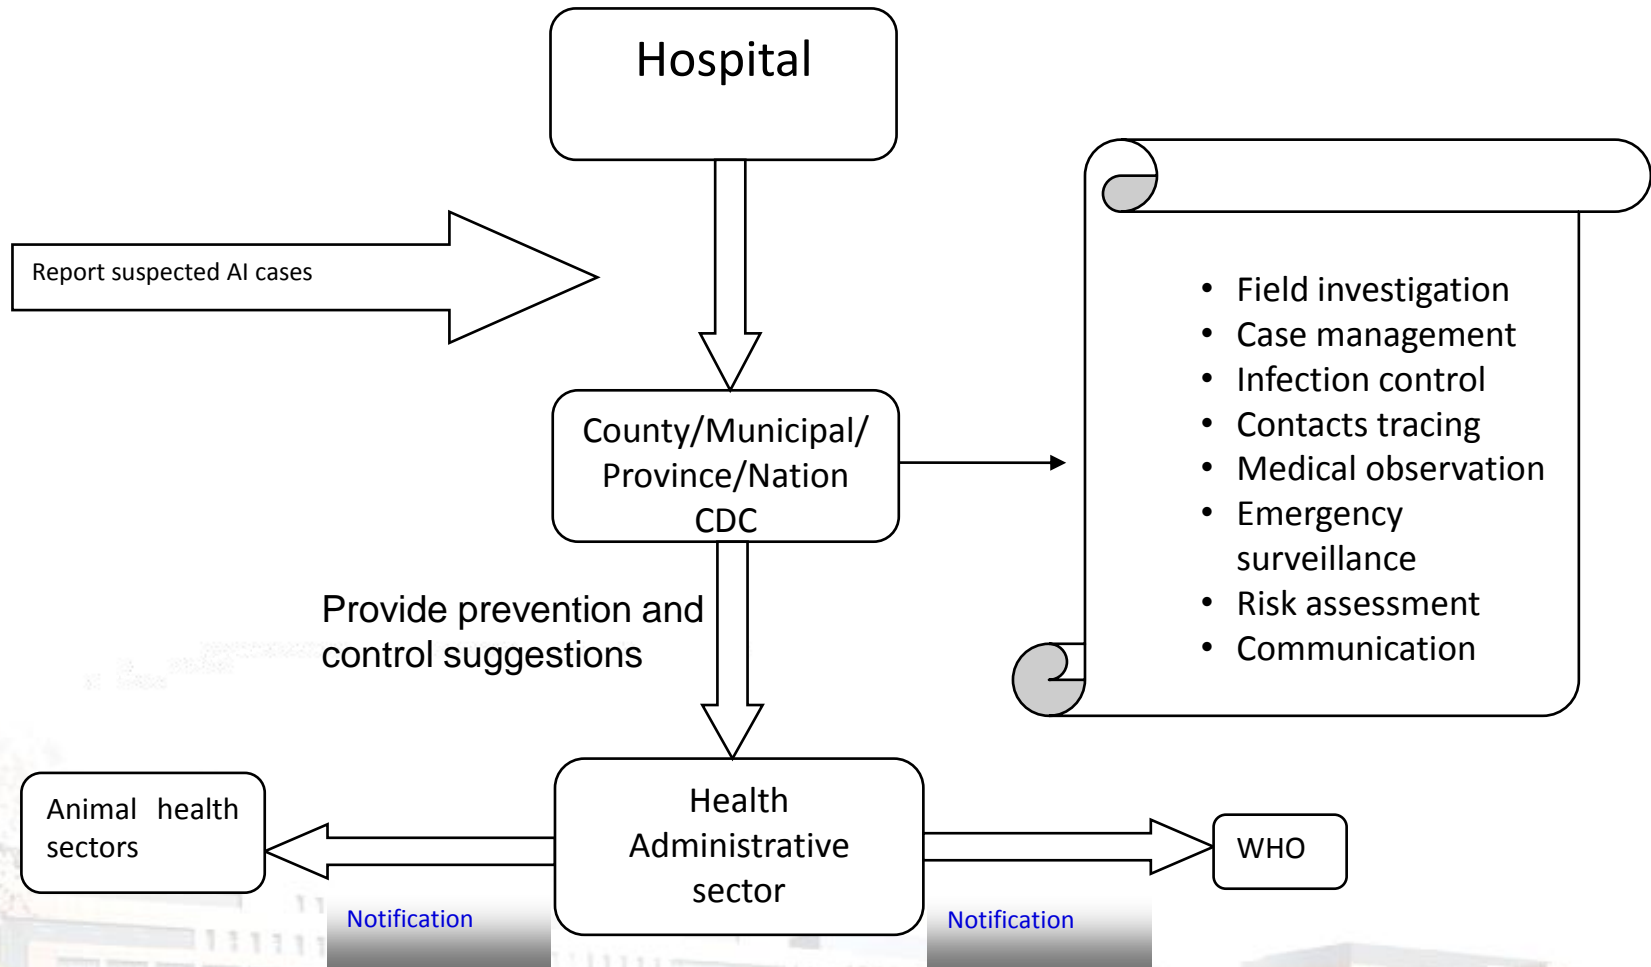 Hospital
Report suspected AI cases
County/Municipal/
Province/Nation
CDC
• Field investigation
• Case management
• Infection control
• Contacts tracing
• Medical observation
• Emergency
surveillance
• Risk assessment
• Communication
Provide prevention and
control suggestions
Animal health
sectors
Health
Administrative
sector
WHO
Notification
Notification